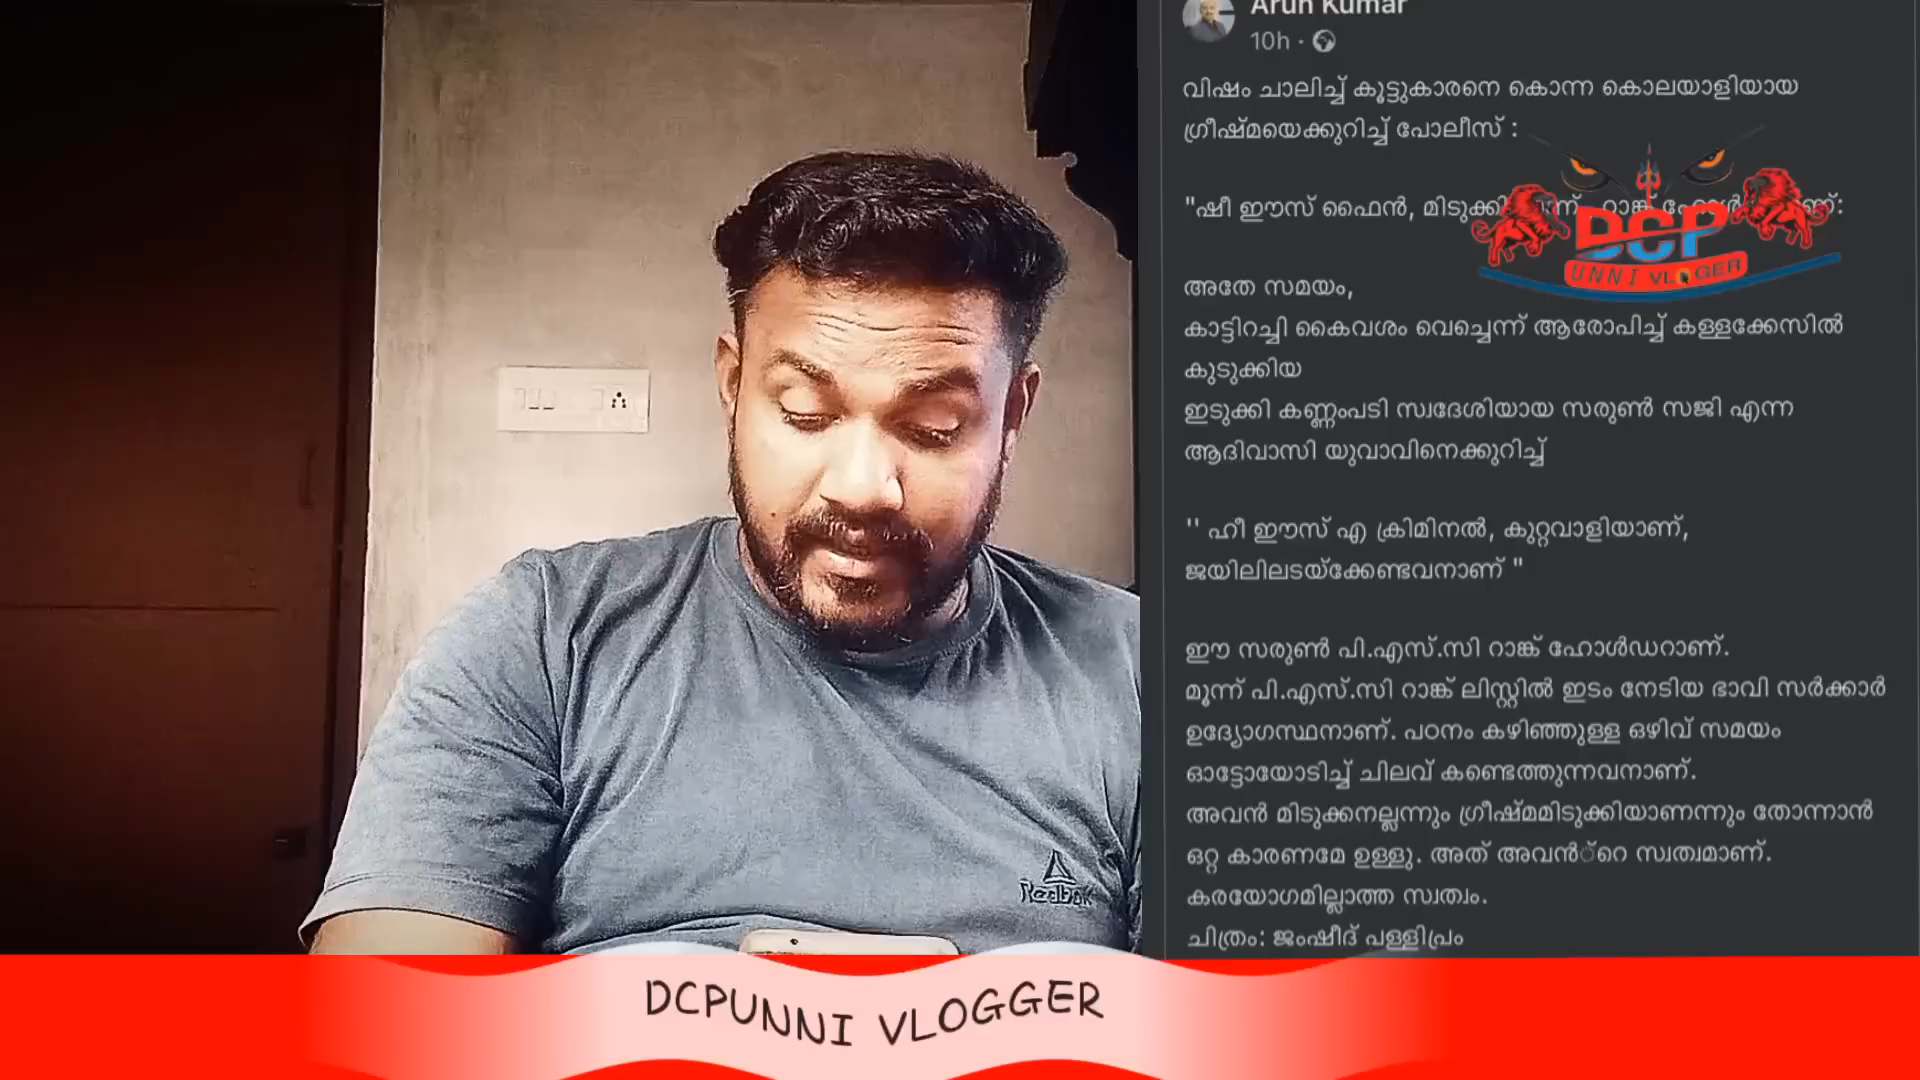 Arun Kumar
10h ·
വിഷം ചാലിച്ച് കൂട്ടുകാരനെ കൊന്ന കൊലയാളിയായ
ഗ്രീഷ്മയെക്കുറിച്ച് പോലീസ് :
"ഷീ ഈസ് ഫൈൻ,
അതേ സമയം,
കാട്ടിറച്ചി കൈവശം വെച്ചെന്ന് ആരോപിച്ച് കള്ളക്കേസിൽ
കുടുക്കിയ
ഇടുക്കി കണ്ണംപടി സ്വദേശിയായ സരുൺ സജി എന്ന
ആദിവാസി യുവാവിനെക്കുറിച്ച്
'' ഹീ ഈസ് എ ക്രിമിനൽ, കുറ്റവാളിയാണ്,
ജയിലിലടയ്ക്കേണ്ടവനാണ് "
ഈ സരുൺ പി.എസ്.സി റാങ്ക് ഹോൾഡറാണ്.
മൂന്ന് പി.എസ്.സി റാങ്ക് ലിസ്റ്റിൽ ഇടം നേടിയ ഭാവി സർക്കാർ
ഉദ്യോഗസ്ഥനാണ്. പഠനം കഴിഞ്ഞുള്ള ഒഴിവ് സമയം
ഓട്ടോയോടിച്ച് ചിലവ് കണ്ടെത്തുന്നവനാണ്.
അവൻ മിടുക്കനല്ലന്നും ഗ്രീഷ്മമിടുക്കിയാണന്നും തോന്നാൻ
ഒറ്റ കാരണമേ ഉള്ളു. അത് അവൻ്റെ സ്വത്വമാണ്.
കരയോഗമില്ലാത്ത സ്വത്വം.
ചിത്രം: ജംഷീദ് പള്ളിപ്രം
DCP
UNNI VLOGER
Reebok
DCPUNNI VLOGGER